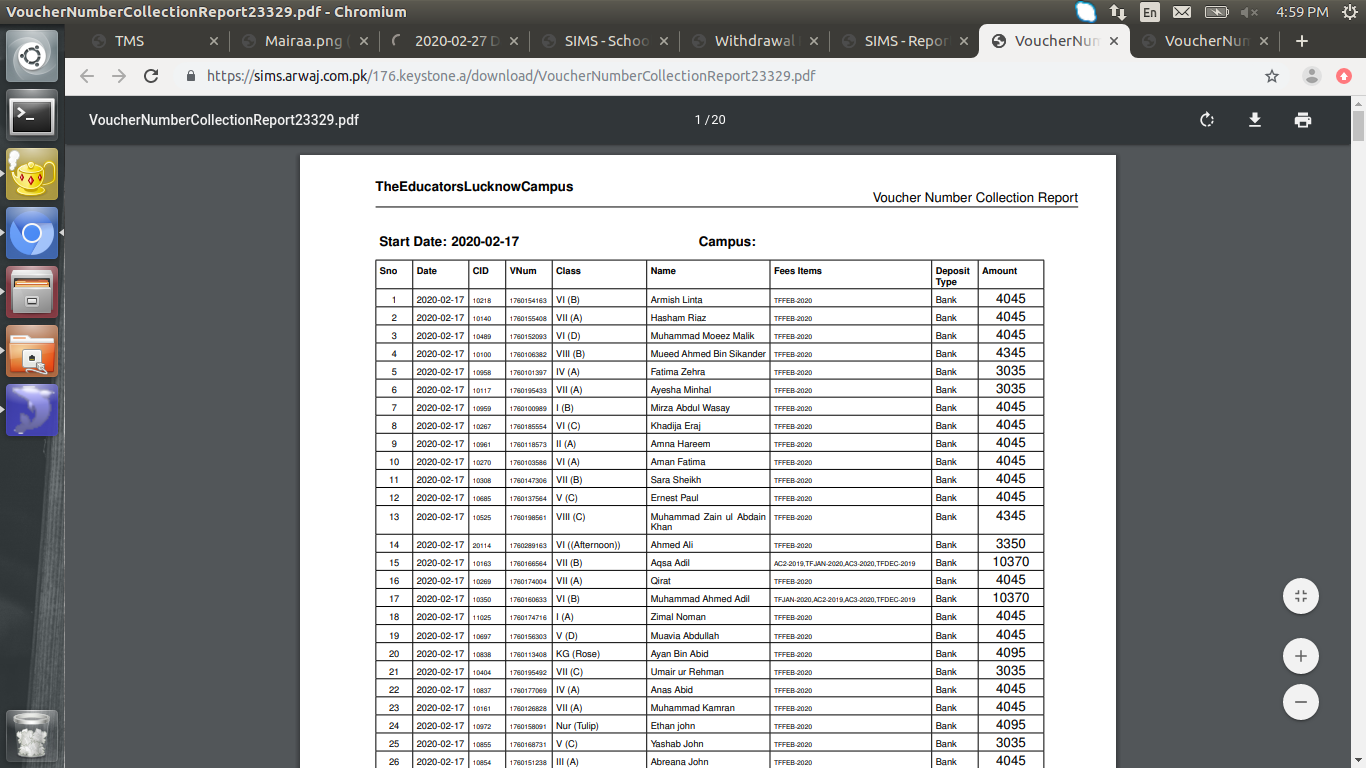 VoucherNumberCollectionReport23329.pdf - Chromium En 4:59 PM
TMS Mairaa.png ( 2020-02-27 D SIMS - Schoo Withdrawal SIMS - Repor VoucherNum VoucherNum
https://sims.arwaj.com.pk/176.keystone.a/download/VoucherNumberCollectionReport23329.pdf
VoucherNumberCollectionReport23329.pdf 1 / 20
TheEducatorsLucknowCampus
Voucher Number Collection Report
Start Date: 2020-02-17 Campus:
Sno Date CID VNum Class Name Fees Items Deposit Type Amount
1 2020-02-17 10218 1760154163 VI (B) Armish Linta TFFEB-2020 Bank 4045
2 2020-02-17 10140 1760155408 VII (A) Hasham Riaz TFFEB-2020 Bank 4045
3 2020-02-17 10489 1760152093 VI (D) Muhammad Moeez Malik TFFEB-2020 Bank 4045
4 2020-02-17 10100 1760106382 VIII (B) Mueed Ahmed Bin Sikander TFFEB-2020 Bank 4345
5 2020-02-17 10958 1760101397 IV (A) Fatima Zehra TFFEB-2020 Bank 3035
6 2020-02-17 10117 1760195433 VII (A) Ayesha Minhal TFFEB-2020 Bank 3035
7 2020-02-17 10959 1760100989 I (B) Mirza Abdul Wasay TFFEB-2020 Bank 4045
8 2020-02-17 10267 1760185554 VI (C) Khadija Eraj TFFEB-2020 Bank 4045
9 2020-02-17 10961 1760118573 II (A) Amna Hareem TFFEB-2020 Bank 4045
10 2020-02-17 10270 1760103586 VI (A) Aman Fatima TFFEB-2020 Bank 4045
11 2020-02-17 10308 1760147306 VII (B) Sara Sheikh TFFEB-2020 Bank 4045
12 2020-02-17 10685 1760137564 V (C) Ernest Paul TFFEB-2020 Bank 4045
13 2020-02-17 10525 1760198561 VIII (C) Muhammad Zain ul Abdain Khan TFFEB-2020 Bank 4345
14 2020-02-17 20114 1760289163 VI ((Afternoon)) Ahmed Ali TFFEB-2020 Bank 3350
15 2020-02-17 10163 1760166564 VII (B) Aqsa Adil AC2-2019,TFJAN-2020,AC3-2020,TFDEC-2019 Bank 10370
16 2020-02-17 10269 1760174004 VII (A) Qirat TFFEB-2020 Bank 4045
17 2020-02-17 10350 1760160633 VI (B) Muhammad Ahmed Adil TFJAN-2020,AC2-2019,AC3-2020,TFDEC-2019 Bank 10370
18 2020-02-17 11025 1760174716 I (A) Zimal Noman TFFEB-2020 Bank 4045
19 2020-02-17 10697 1760156303 V (D) Muavia Abdullah TFFEB-2020 Bank 4045
20 2020-02-17 10838 1760113408 KG (Rose) Ayan Bin Abid TFFEB-2020 Bank 4095
21 2020-02-17 10404 1760195492 VII (C) Umair ur Rehman TFFEB-2020 Bank 3035
22 2020-02-17 10837 1760177069 IV (A) Anas Abid TFFEB-2020 Bank 4045
23 2020-02-17 10161 1760126828 VII (A) Muhammad Kamran TFFEB-2020 Bank 4045
24 2020-02-17 10972 1760158091 Nur (Tulip) Ethan john TFFEB-2020 Bank 4095
25 2020-02-17 10855 1760168731 V (C) Yashab John TFFEB-2020 Bank 3035
26 2020-02-17 10854 1760151238 III (A) Abreana John TFFEB-2020 Bank 4045